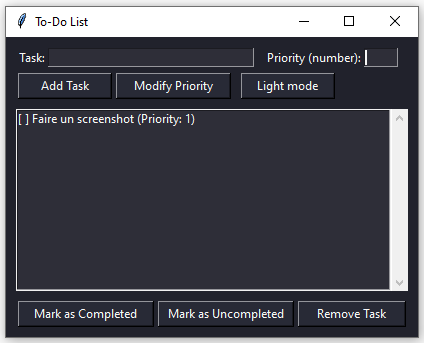 To-Do List
Task: Priority (number):
Add Task Modify Priority Light mode
[ ] Faire un screenshot (Priority: 1)
Mark as Completed Mark as Uncompleted Remove Task